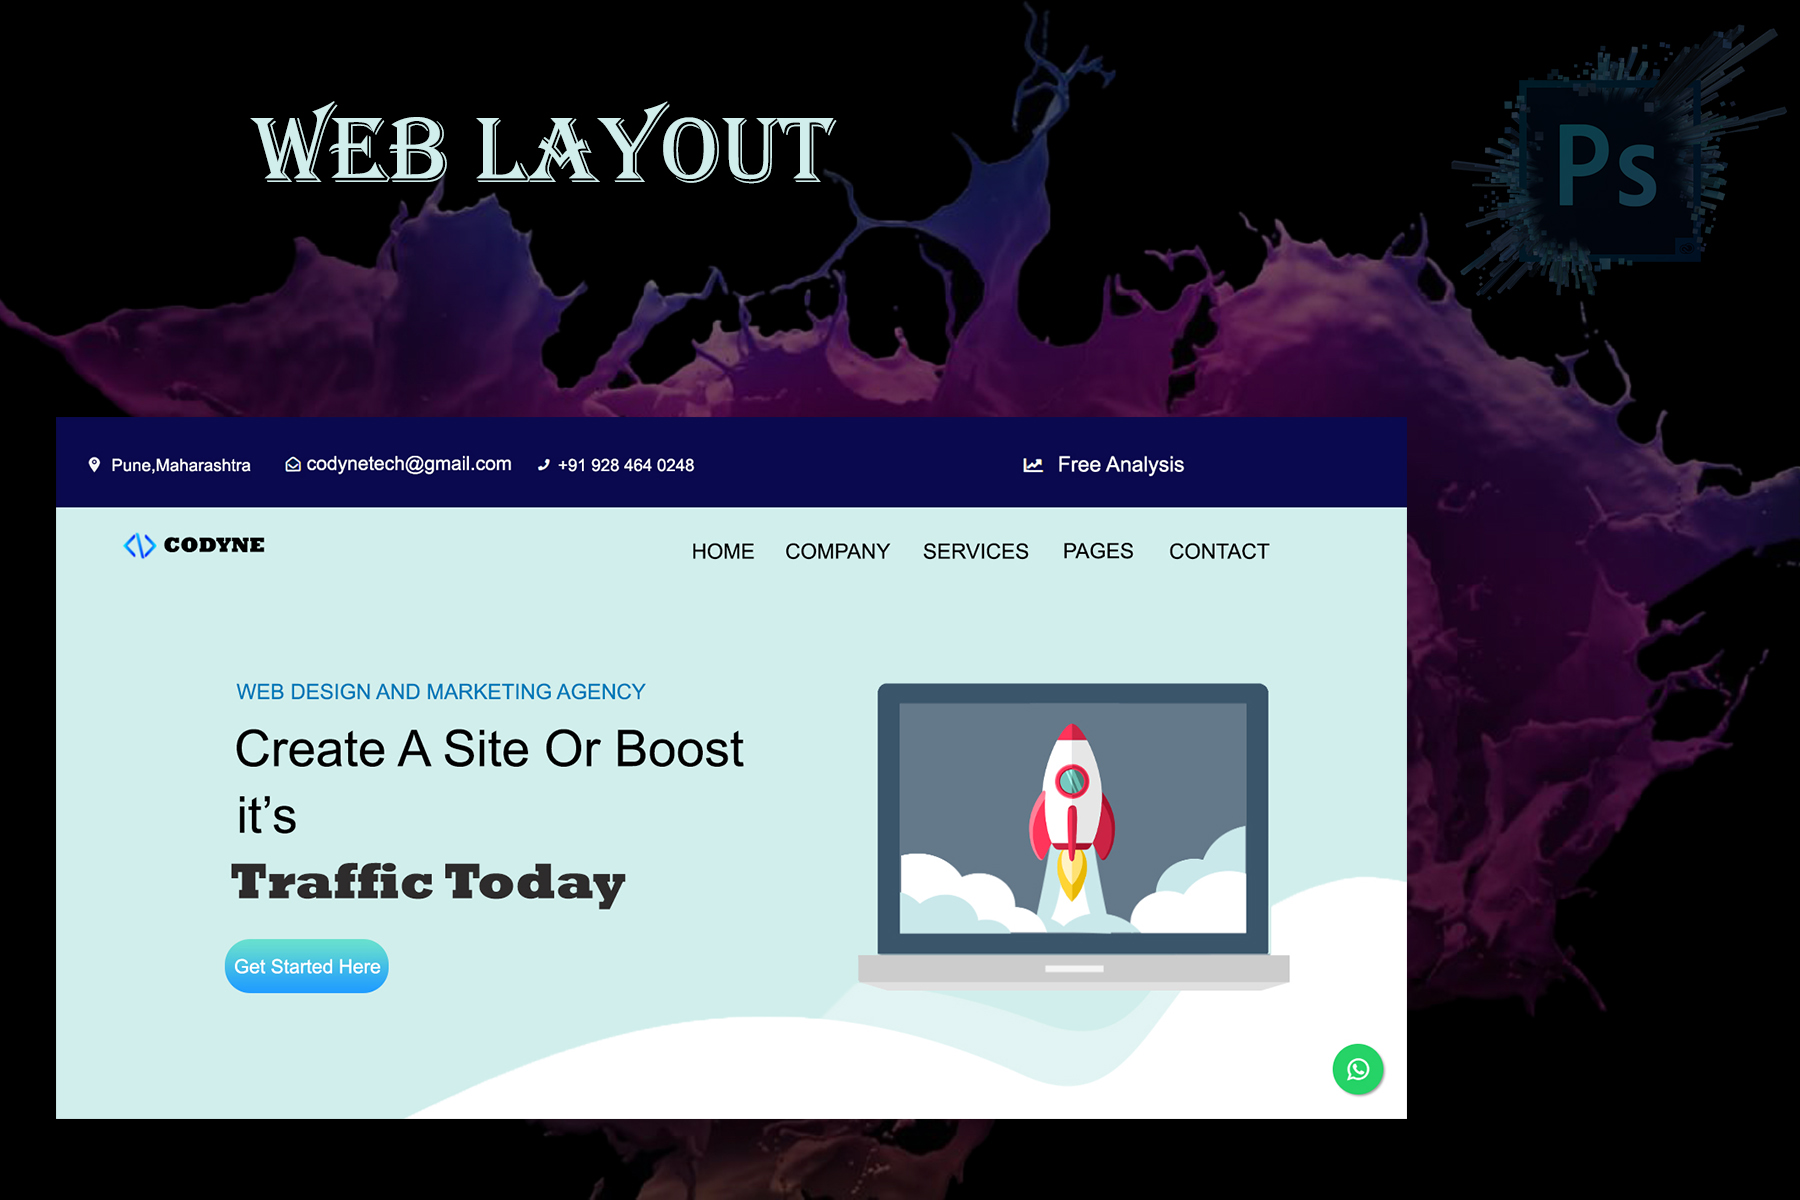 WEB LAYOUT
Ps
Pune,Maharashtra codynetech@gmail.com +91 928 464 0248 Free Analysis
CODYNE HOME COMPANY SERVICES PAGES CONTACT
WEB DESIGN AND MARKETING AGENCY
Create A Site Or Boost
it’s
Traffic Today
Get Started Here